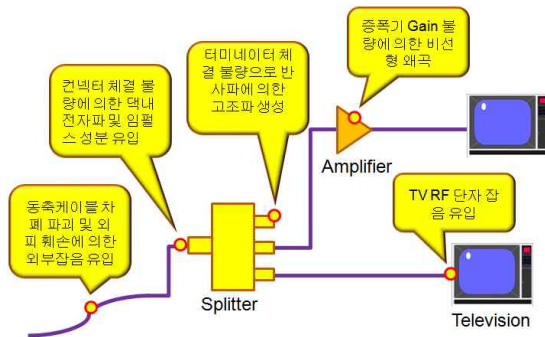 증폭기 Gain 불
량에 의한 비선
형 왜곡
터미네이터 체
결 불량으로 반
사파에 의한
고조파 생성
컨넥터 체결 불
량에 의한 댁내
전자파 및 임펄
스 성분 유입
Amplifier
TV RF 단자 잡
음 유입
동축케이블 차
폐 파괴 및 외
피 훼손에 의한
외부잡음 유입
Splitter
Television